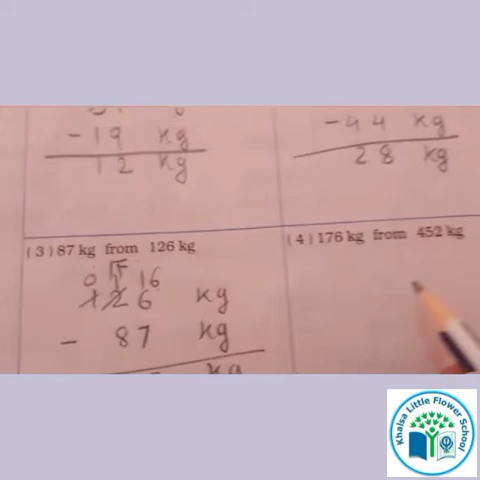 - 19 kg
12 kg
- 44 kg
28 kg
(3) 87 kg from 126 kg
(4) 176 kg from 452 kg
0 16
126 kg
- 87 kg
kg
Khalsa Little Flower School